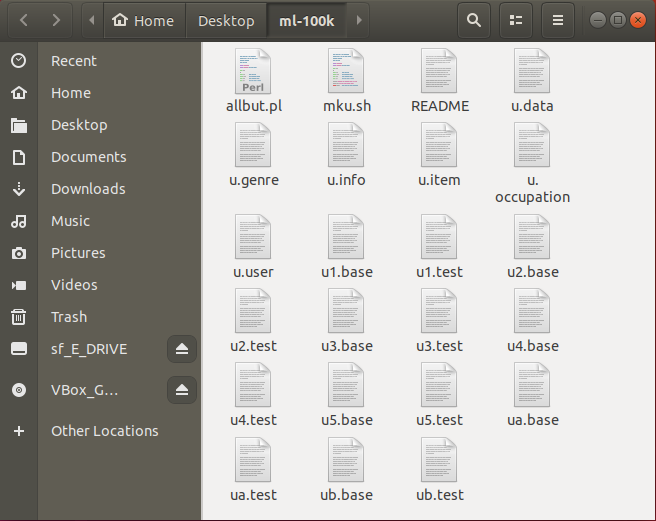 Home
Desktop
ml-100k
Recent
Home
Desktop
Documents
Downloads
Music
Pictures
Videos
Trash
sf_E_DRIVE
VBox_G...
Other Locations
Perl
allbut.pl
mku.sh
README
u.data
u.genre
u.info
u.item
u.
occupation
u.user
u1.base
u1.test
u2.base
u2.test
u3.base
u3.test
u4.base
u4.test
u5.base
u5.test
ua.base
ua.test
ub.base
ub.test